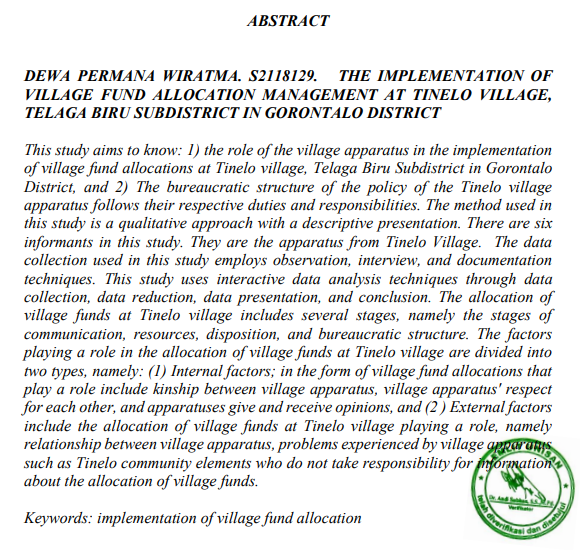 ABSTRACT
DEWA PERMANA WIRATMA. S2118129. THE IMPLEMENTATION OF
VILLAGE FUND ALLOCATION MANAGEMENT AT TINELO VILLAGE,
TELAGA BIRU SUBDISTRICT IN GORONTALO DISTRICT
This study aims to know: 1) the role of the village apparatus in the implementation
of village fund allocations at Tinelo village, Telaga Biru Subdistrict in Gorontalo
District, and 2) The bureaucratic structure of the policy of the Tinelo village
apparatus follows their respective duties and responsibilities. The method used in
this study is a qualitative approach with a descriptive presentation. There are six
informants in this study. They are the apparatus from Tinelo Village. The data
collection used in this study employs observation, interview, and documentation
techniques. This study uses interactive data analysis techniques through data
collection, data reduction, data presentation, and conclusion. The allocation of
village funds at Tinelo village includes several stages, namely the stages of
communication, resources, disposition, and bureaucratic structure. The factors
playing a role in the allocation of village funds at Tinelo village are divided into
two types, namely: (1) Internal factors; in the form of village fund allocations that
play a role include kinship between village apparatus, village apparatus' respect
for each other, and apparatuses give and receive opinions, and (2 ) External factors
include the allocation of village funds at Tinelo village playing a role, namely
relationship between village apparatus, problems experienced by village apparatus
such as Tinelo community elements who do not take responsibility for information
about the allocation of village funds.
Keywords: implementation of village fund allocation
Verifikator
telah diverifikasi dan disetujui